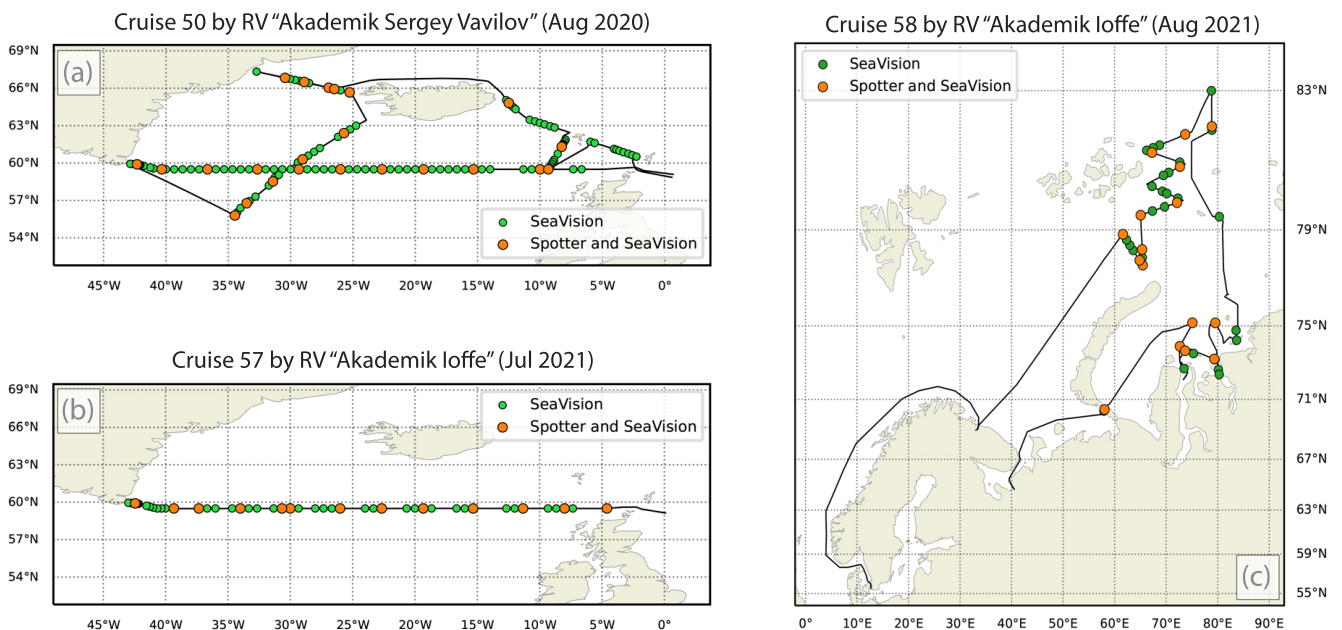 Cruise 50 by RV “Akademik Sergey Vavilov” (Aug 2020)
69°N
66°N
63°N
60°N
57°N
54°N
(a)
SeaVision
Spotter and SeaVision
45°W 40°W 35°W 30°W 25°W 20°W 15°W 10°W 5°W 0°
Cruise 57 by RV “Akademik Ioffe” (Jul 2021)
69°N
66°N
63°N
60°N
57°N
54°N
(b)
SeaVision
Spotter and SeaVision
45°W 40°W 35°W 30°W 25°W 20°W 15°W 10°W 5°W 0°
Cruise 58 by RV “Akademik Ioffe” (Aug 2021)
SeaVision
Spotter and SeaVision
83°N
79°N
75°N
71°N
67°N
63°N
59°N
55°N
(c)
0° 10°E 20°E 30°E 40°E 50°E 60°E 70°E 80°E 90°E